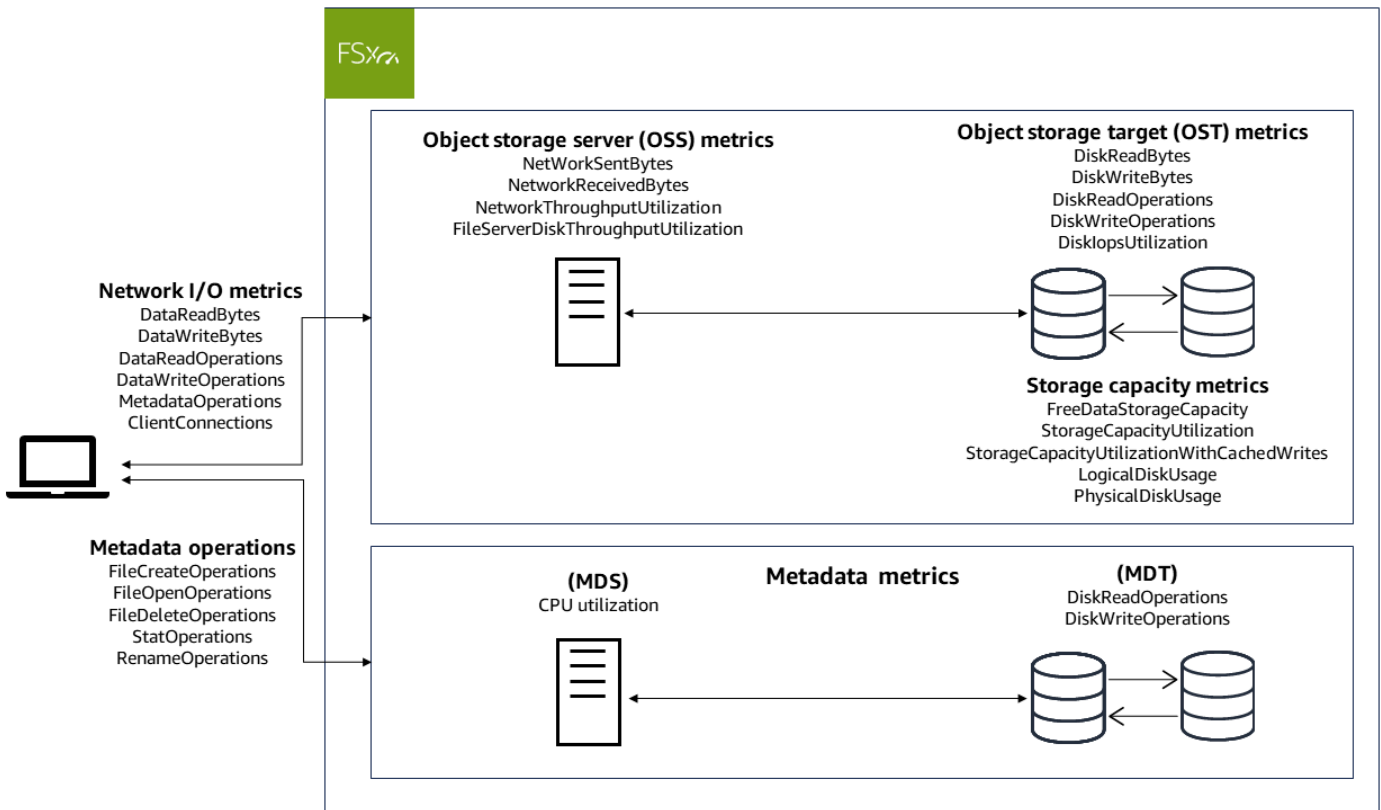 FSx
Object storage server (OSS) metrics
NetWorkSentBytes
NetworkReceivedBytes
NetworkThroughputUtilization
FileServerDiskThroughputUtilization
Object storage target (OST) metrics
DiskReadBytes
DiskWriteBytes
DiskReadOperations
DiskWriteOperations
DiskIopsUtilization
Network I/O metrics
DataReadBytes
DataWriteBytes
DataReadOperations
DataWriteOperations
MetadataOperations
ClientConnections
Storage capacity metrics
FreeDataStorageCapacity
StorageCapacityUtilization
StorageCapacityUtilizationWithCachedWrites
LogicalDiskUsage
PhysicalDiskUsage
Metadata operations
FileCreateOperations
FileOpenOperations
FileDeleteOperations
StatOperations
RenameOperations
(MDS)
CPU utilization
Metadata metrics
(MDT)
DiskReadOperations
DiskWriteOperations